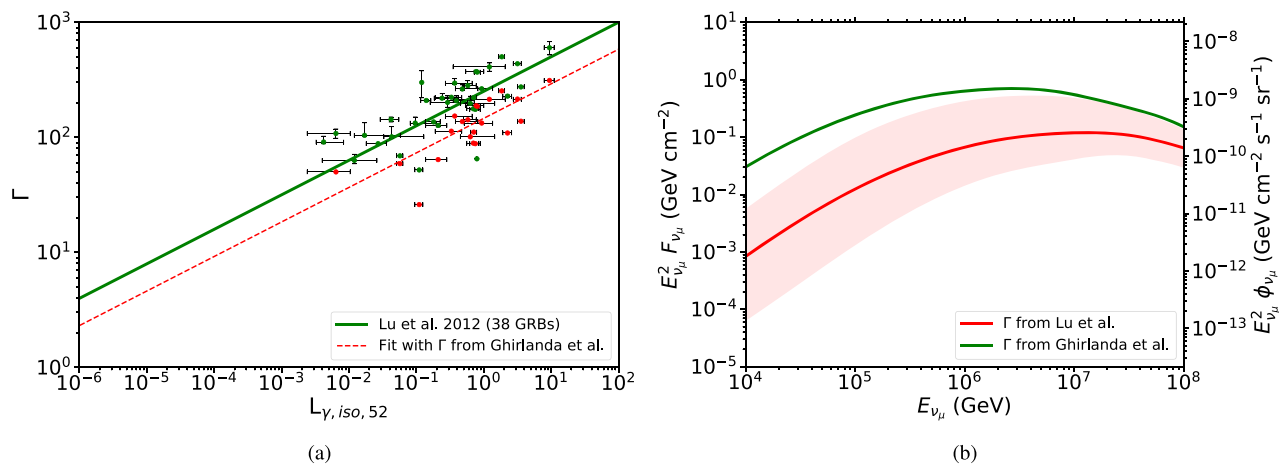 10^3
10^2
10^1
10^0
Γ
10^-6
10^-5
10^-4
10^-3
10^-2
10^-1
10^0
10^1
10^2
L_γ, iso, 52
Lu et al. 2012 (38 GRBs)
Fit with Γ from Ghirlanda et al.
(a)
10^1
10^0
10^-1
10^-2
10^-3
10^-4
10^-5
E^2_ν_μ F_ν_μ (GeV cm^-2)
10^-8
10^-9
10^-10
10^-11
10^-12
10^-13
E^2_ν_μ ϕ_ν_μ (GeV cm^-2 s^-1 sr^-1)
10^4
10^5
10^6
10^7
10^8
E_ν_μ (GeV)
Γ from Lu et al.
Γ from Ghirlanda et al.
(b)